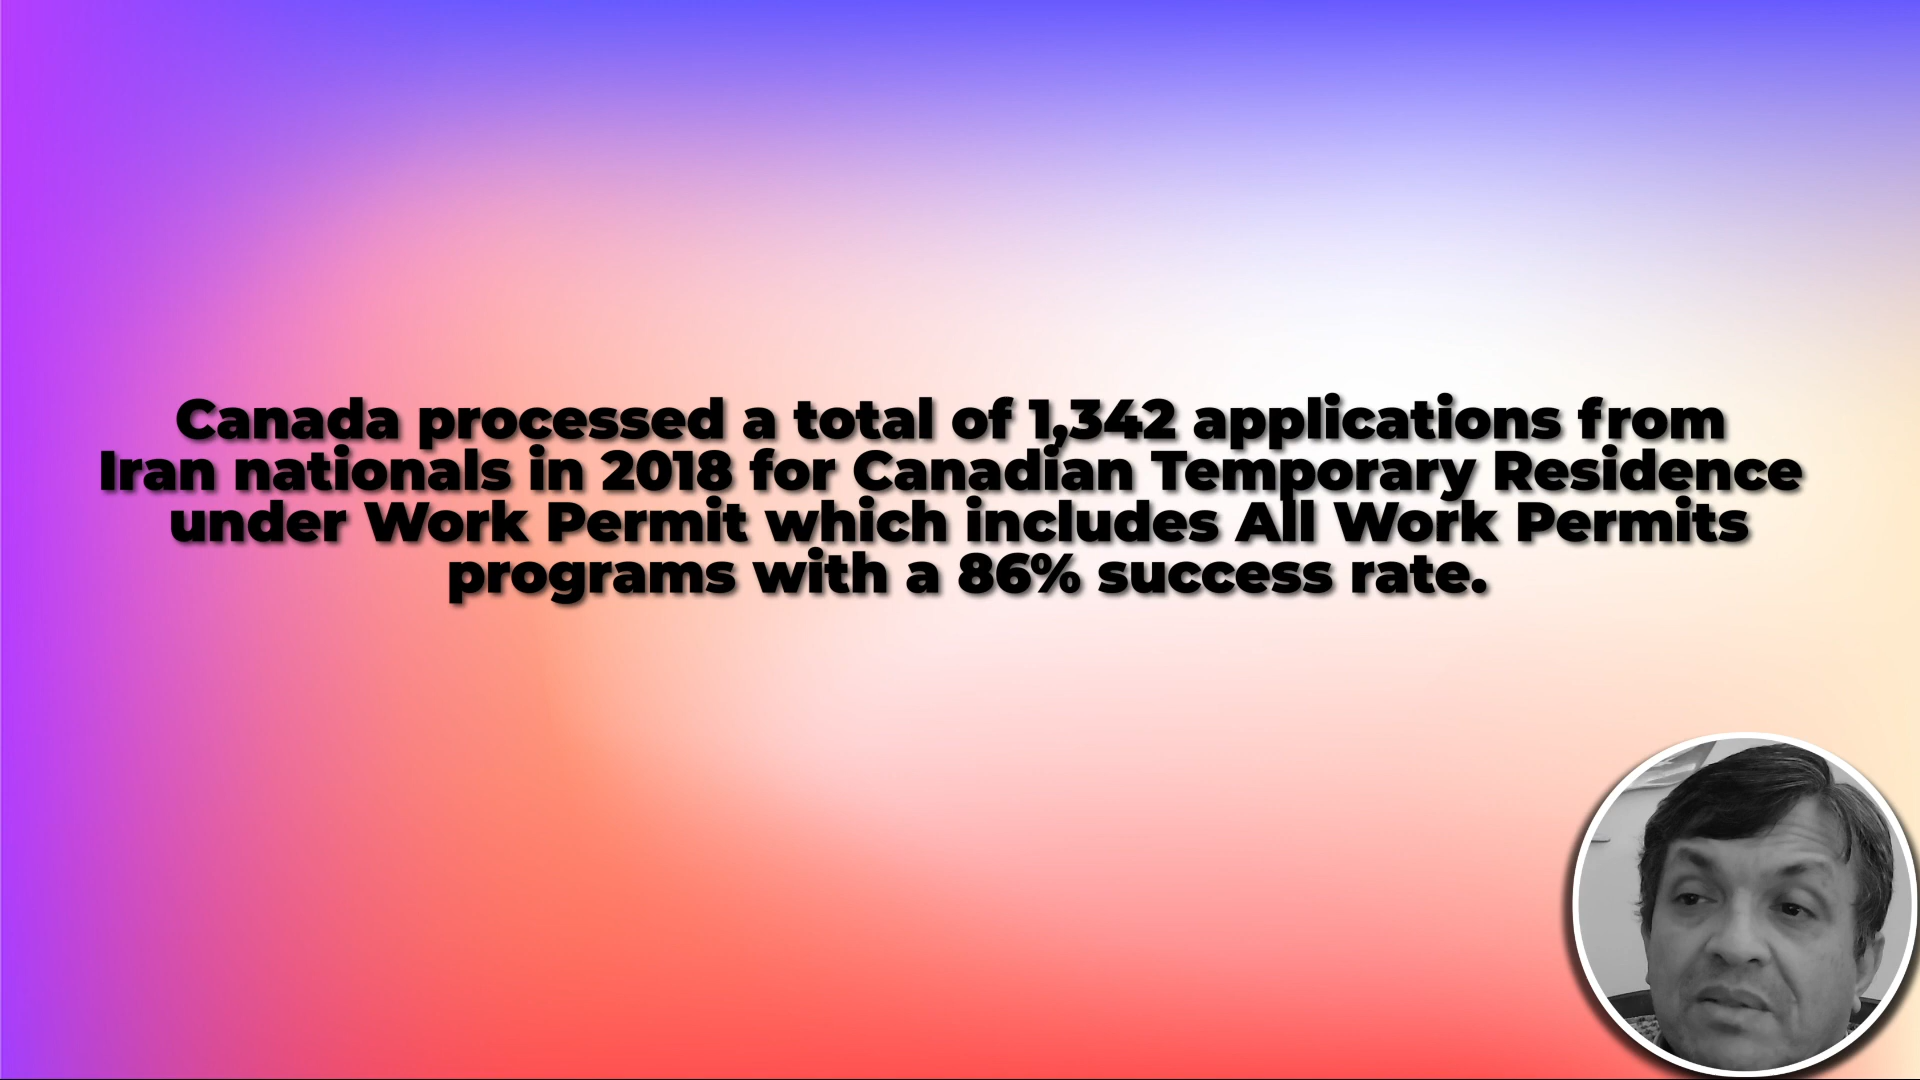 Canada processed a total of 1,342 applications from
Iran nationals in 2018 for Canadian Temporary Residence
under Work Permit which includes All Work Permits
programs with a 86% success rate.